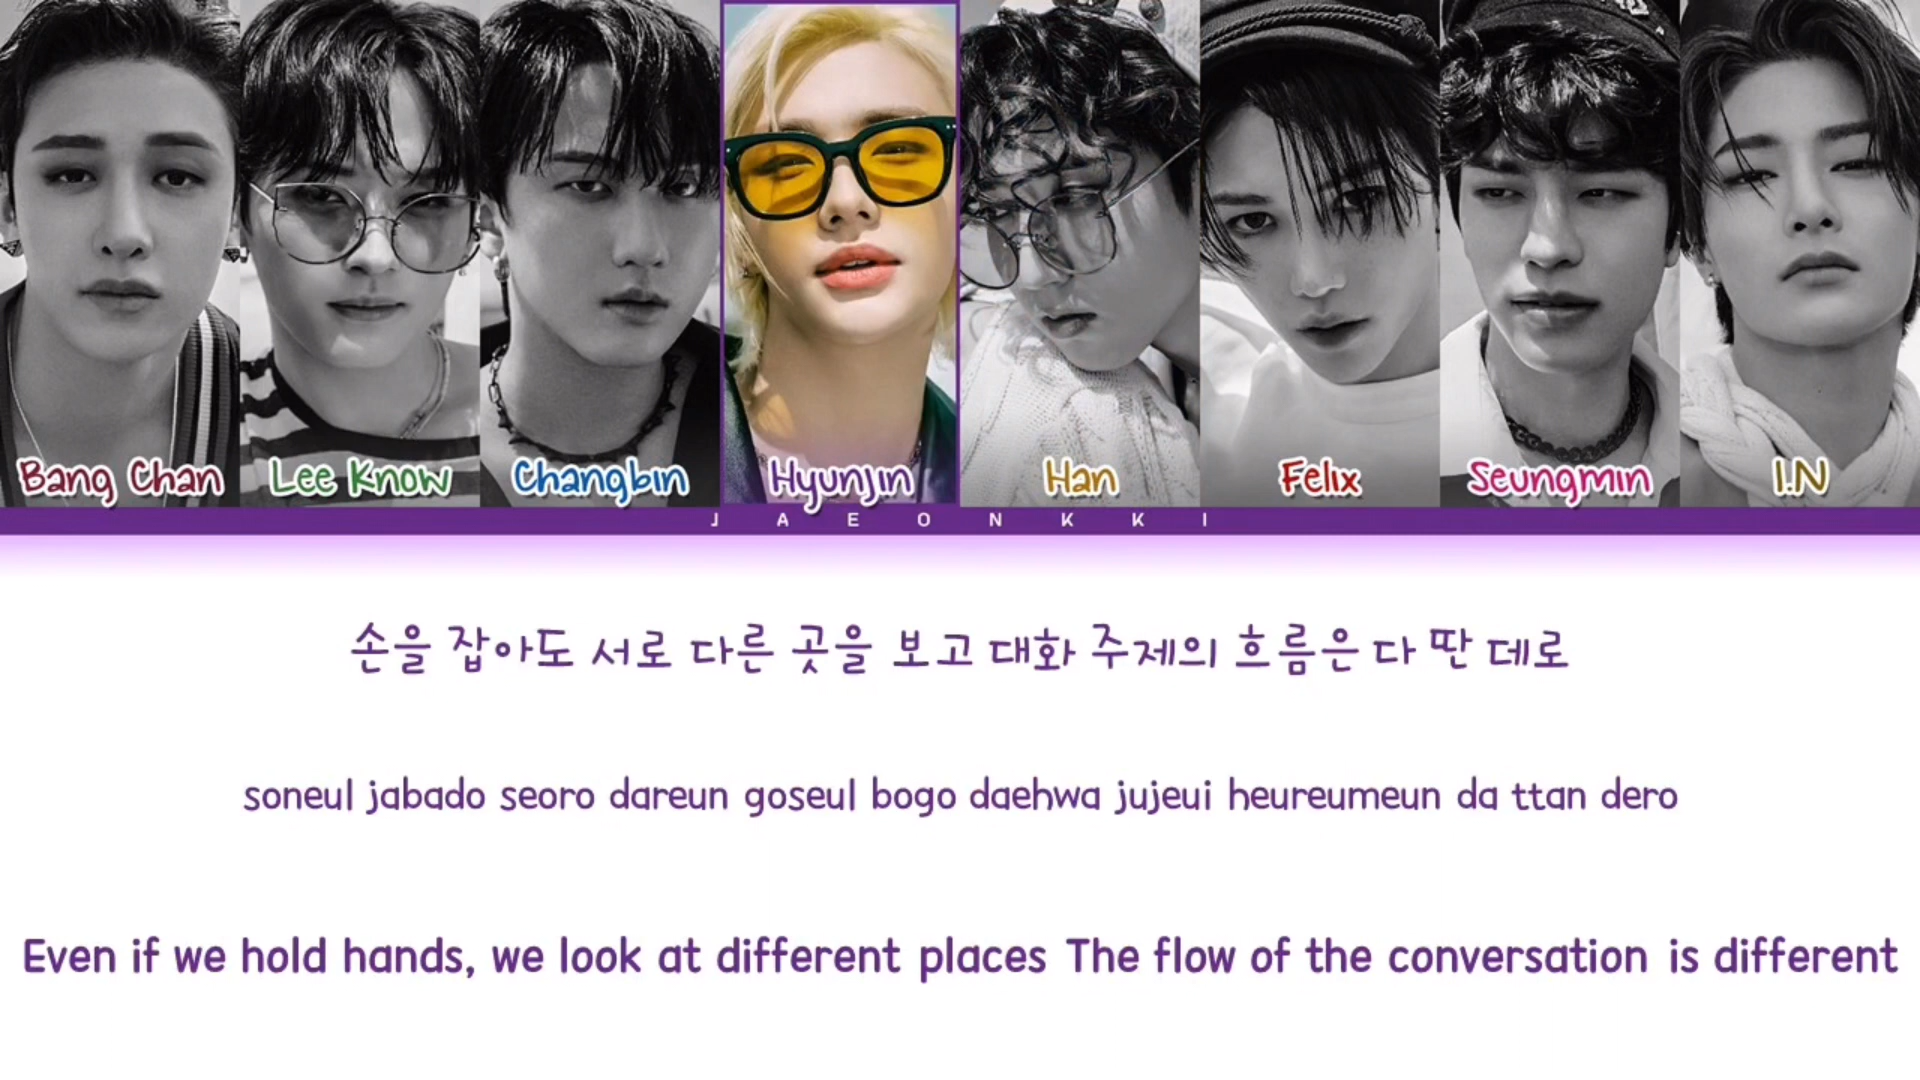 Bang Chan Lee Know Changbin Hyunjin Han Felix Seungmin I.N
JAEONKKI
손을 잡아도 서로 다른 곳을 보고 대화 주제의 흐름은 다 딴 데로
soneul jabado seoro dareun goseul bogo daehwa jujeui heureumeun da ttan dero
Even if we hold hands, we look at different places The flow of the conversation is different